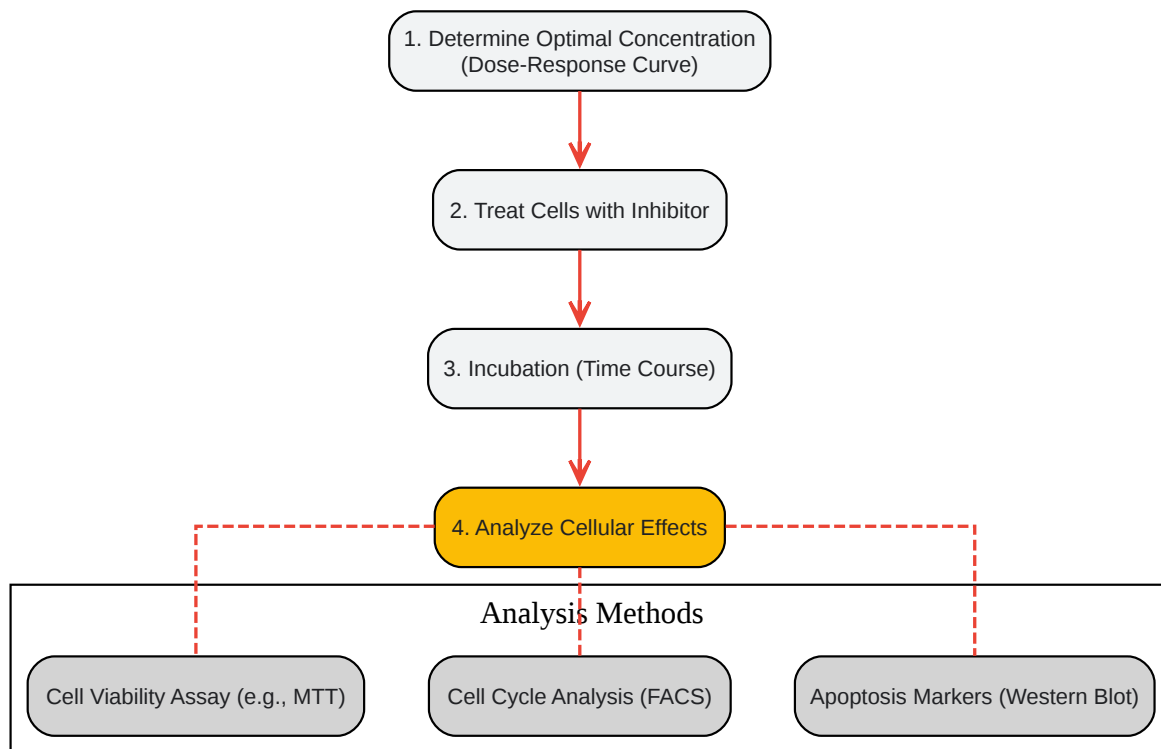 1. Determine Optimal Concentration
(Dose-Response Curve)
2. Treat Cells with Inhibitor
3. Incubation (Time Course)
4. Analyze Cellular Effects
Analysis Methods
Cell Viability Assay (e.g., MTT)
Cell Cycle Analysis (FACS)
Apoptosis Markers (Western Blot)